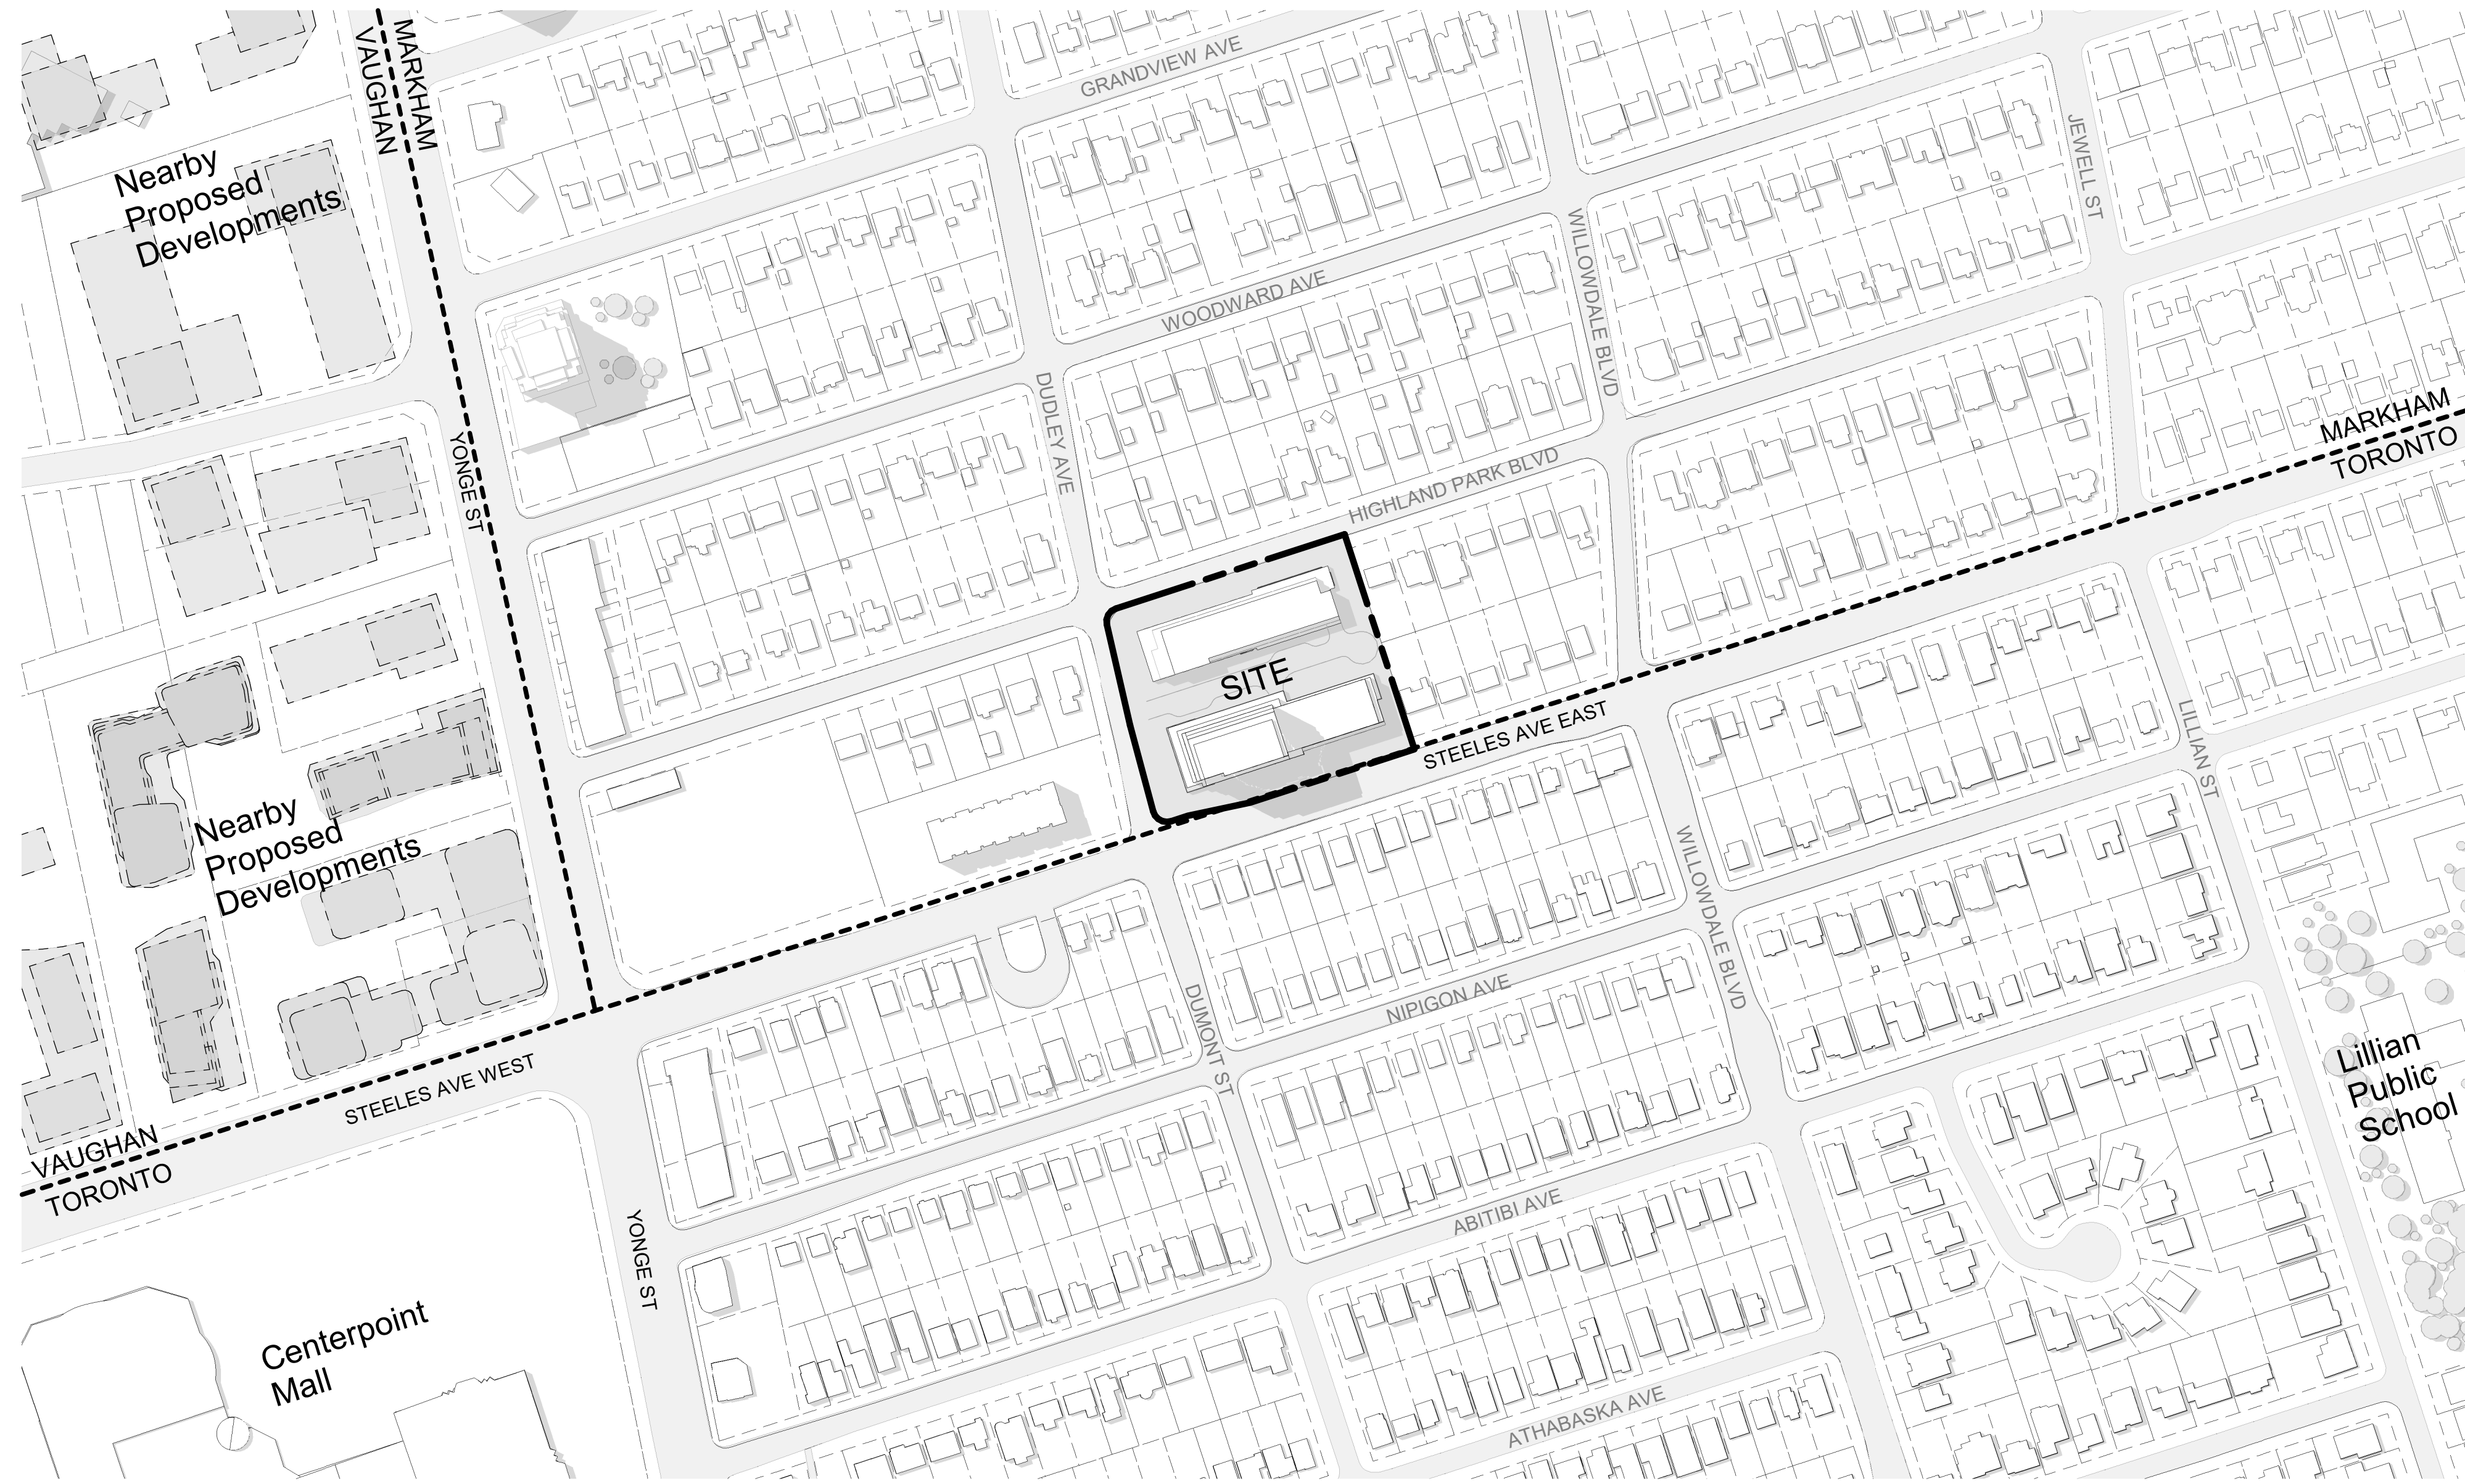 MARKHAM
VAUGHAN
GRANDVIEW AVE
JEWELL ST
Nearby
Proposed
Developments
WILLOWDALE BLVD
WOODWARD AVE
DUDLEY AVE
MARKHAM
TORONTO
YONGE ST
HIGHLAND PARK BLVD
SITE
STEELES AVE EAST
LILLIAN ST
Nearby
Proposed
Developments
WILLOWDALE BLVD
DUMONT ST
NIPIGON AVE
Lillian
Public
School
STEELES AVE WEST
VAUGHAN
TORONTO
ABITIBI AVE
YONGE ST
Centerpoint
Mall
ATHABASKA AVE